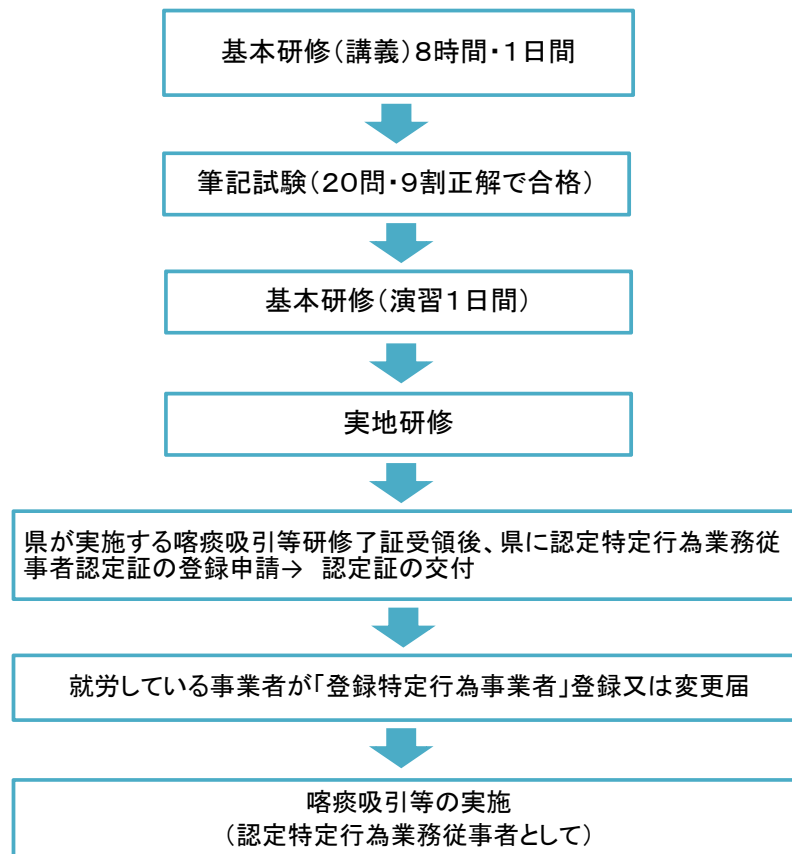 基本研修(講義)8時間・1日間
筆記試験(20問・9割正解で合格)
基本研修(演習1日間)
実地研修
県が実施する喀痰吸引等研修了証受領後、県に認定特定行為業務従
事者認定証の登録申請→ 認定証の交付
就労している事業者が「登録特定行為事業者」登録又は変更届
喀痰吸引等の実施
(認定特定行為業務従事者として)